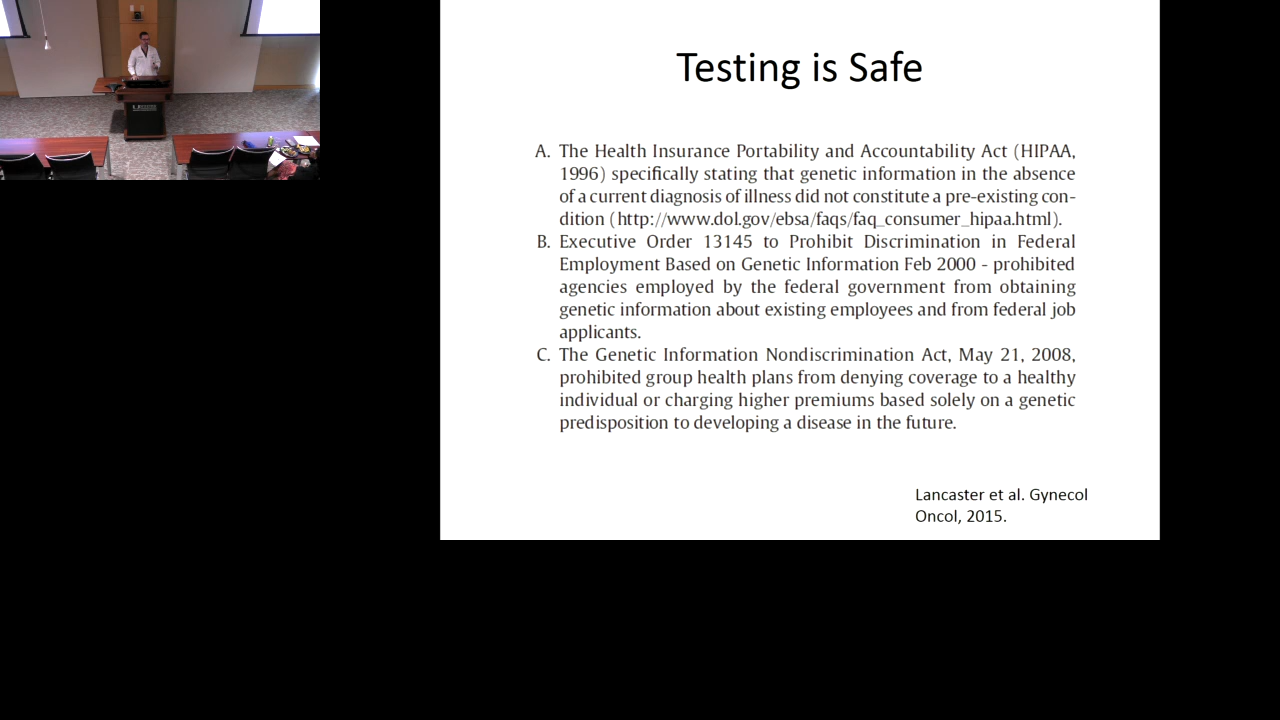 Testing is Safe
A. The Health Insurance Portability and Accountability Act (HIPAA,
1996) specifically stating that genetic information in the absence
of a current diagnosis of illness did not constitute a pre-existing con-
dition (http://www.dol.gov/ebsa/faqs/faq_consumer_hipaa.html).
B. Executive Order 13145 to Prohibit Discrimination in Federal
Employment Based on Genetic Information Feb 2000 - prohibited
agencies employed by the federal government from obtaining
genetic information about existing employees and from federal job
applicants.
C. The Genetic Information Nondiscrimination Act, May 21, 2008,
prohibited group health plans from denying coverage to a healthy
individual or charging higher premiums based solely on a genetic
predisposition to developing a disease in the future.
Lancaster et al. Gynecol
Oncol, 2015.